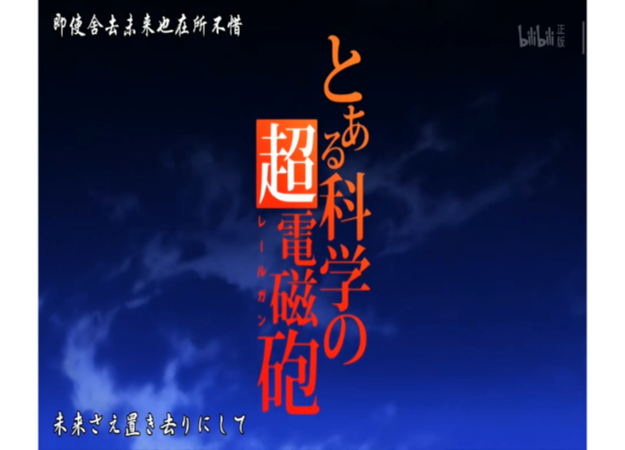 即使舍去未来也在所不惜
bilibili 正版
とある科学の
超電磁砲
レールガン
未来さえ置き去りにして